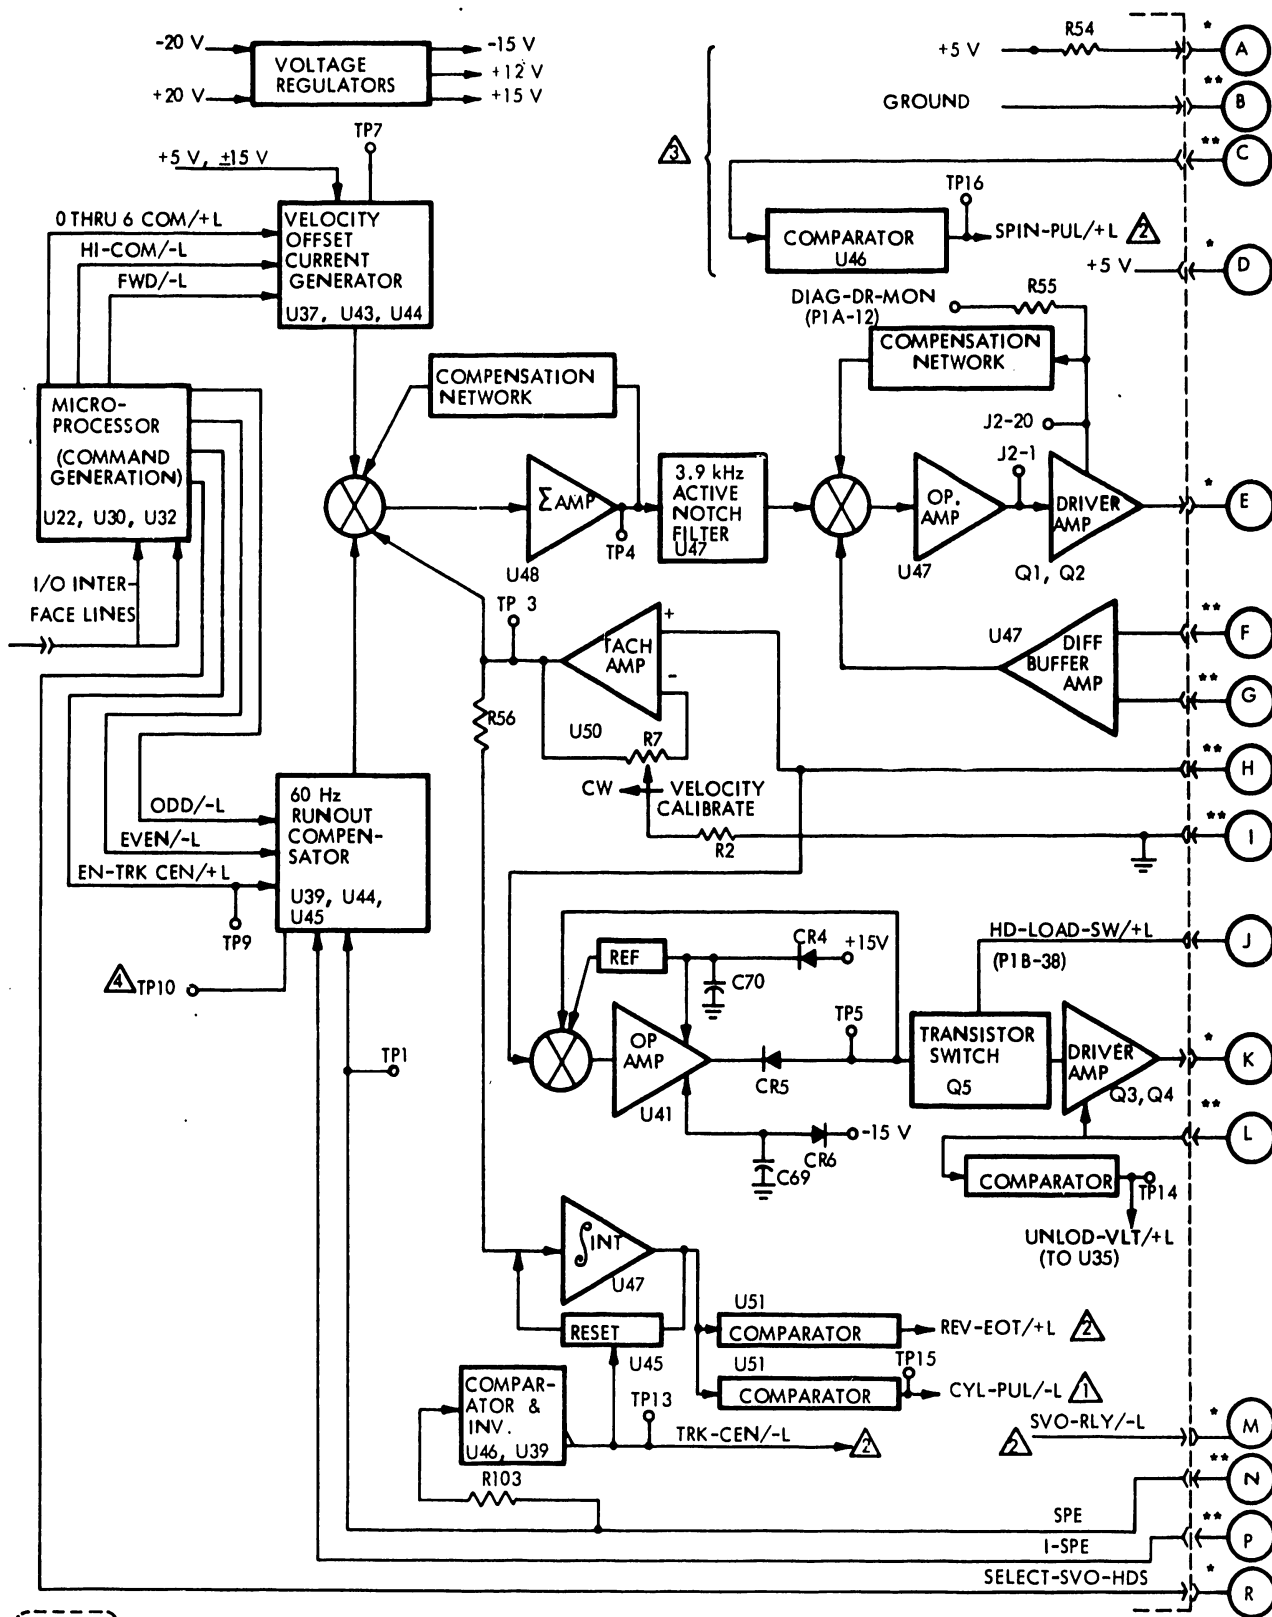 -20 V
+20 V
VOLTAGE
REGULATORS
-15 V
+12 V
+15 V
TP7
+5 V, ±15 V
0 THRU 6 COM/+L
HI-COM/-L
FWD/-L
VELOCITY
OFFSET
CURRENT
GENERATOR
U37, U43, U44
3
+5 V
R54
*
A
GROUND
**
B
**
C
TP16
COMPARATOR
U46
SPIN-PUL/+L
2
+5 V
*
D
DIAG-DR-MON
(P1A-12)
R55
COMPENSATION
NETWORK
J2-20
J2-1
MICRO-
PROCESSOR
(COMMAND
GENERATION)
U22, U30, U32
COMPENSATION
NETWORK
Σ AMP
U48
TP4
3.9 kHz
ACTIVE
NOTCH
FILTER
U47
OP.
AMP
U47
DRIVER
AMP
Q1, Q2
*
E
I/O INTER-
FACE LINES
TP 3
TACH
AMP
+
-
U50
U47
DIFF
BUFFER
AMP
**
F
**
G
R56
R7
CW
VELOCITY
CALIBRATE
R2
**
H
**
I
ODD/-L
EVEN/-L
EN-TRK CEN/+L
TP9
60 Hz
RUNOUT
COMPEN-
SATOR
U39, U44,
U45
4
TP10
TP1
REF
CR4
+15V
C70
OP
AMP
U41
CR5
TP5
CR6
-15 V
C69
HD-LOAD-SW/+L
(P1B-38)
J
TRANSISTOR
SWITCH
Q5
DRIVER
AMP
Q3, Q4
*
K
**
L
COMPARATOR
TP14
UNLOD-VLT/+L
(TO U35)
∫ INT
U47
RESET
U45
U51
COMPARATOR
REV-EOT/+L
2
U51
COMPARATOR
TP15
CYL-PUL/-L
1
COMPAR-
ATOR &
INV.
U46, U39
TP13
TRK-CEN/-L
2
2
SVO-RLY/-L
*
M
R103
SPE
**
N
I-SPE
**
P
SELECT-SVO-HDS
*
R